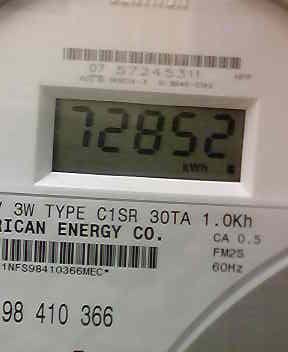 07 57245311
72852
kWh
V 3W TYPE C1SR 30TA 1.0Kh
RICAN ENERGY CO.
CA 0.5
FM2S
60Hz
1NFS98410366MEC*
98 410 366